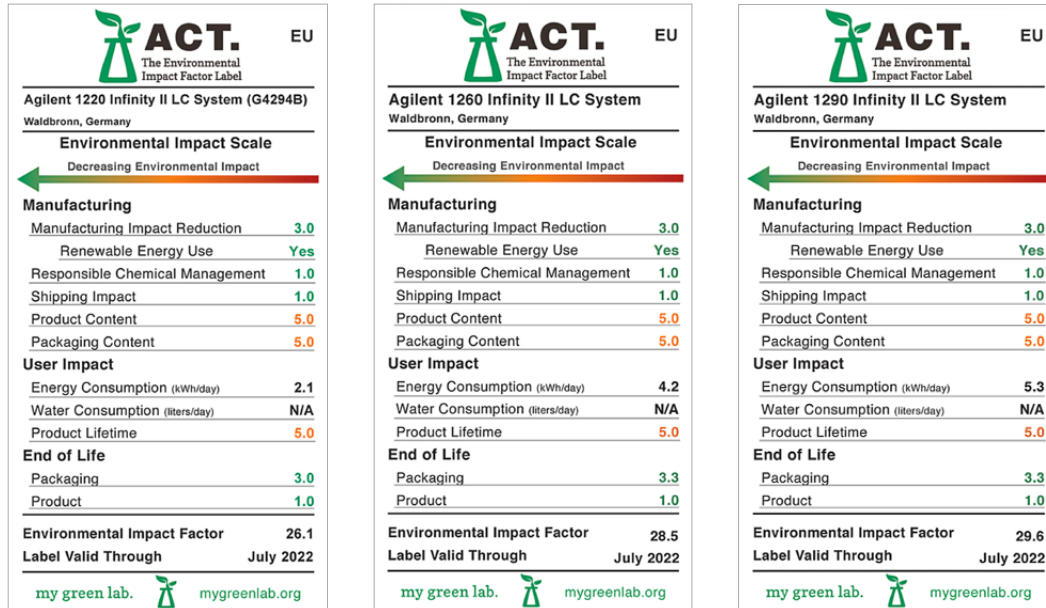 ACT.
EU
The Environmental
Impact Factor Label
Agilent 1220 Infinity II LC System (G4294B)
Waldbronn, Germany
Environmental Impact Scale
Decreasing Environmental Impact
Manufacturing
Manufacturing Impact Reduction 3.0
Renewable Energy Use Yes
Responsible Chemical Management 1.0
Shipping Impact 1.0
Product Content 5.0
Packaging Content 5.0
User Impact
Energy Consumption (kWh/day) 2.1
Water Consumption (liters/day) N/A
Product Lifetime 5.0
End of Life
Packaging 3.0
Product 1.0
Environmental Impact Factor 26.1
Label Valid Through July 2022
my green lab. mygreenlab.org
ACT.
EU
The Environmental
Impact Factor Label
Agilent 1260 Infinity II LC System
Waldbronn, Germany
Environmental Impact Scale
Decreasing Environmental Impact
Manufacturing
Manufacturing Impact Reduction 3.0
Renewable Energy Use Yes
Responsible Chemical Management 1.0
Shipping Impact 1.0
Product Content 5.0
Packaging Content 5.0
User Impact
Energy Consumption (kWh/day) 4.2
Water Consumption (liters/day) N/A
Product Lifetime 5.0
End of Life
Packaging 3.3
Product 1.0
Environmental Impact Factor 28.5
Label Valid Through July 2022
my green lab. mygreenlab.org
ACT.
EU
The Environmental
Impact Factor Label
Agilent 1290 Infinity II LC System
Waldbronn, Germany
Environmental Impact Scale
Decreasing Environmental Impact
Manufacturing
Manufacturing Impact Reduction 3.0
Renewable Energy Use Yes
Responsible Chemical Management 1.0
Shipping Impact 1.0
Product Content 5.0
Packaging Content 5.0
User Impact
Energy Consumption (kWh/day) 5.3
Water Consumption (liters/day) N/A
Product Lifetime 5.0
End of Life
Packaging 3.3
Product 1.0
Environmental Impact Factor 29.6
Label Valid Through July 2022
my green lab. mygreenlab.org